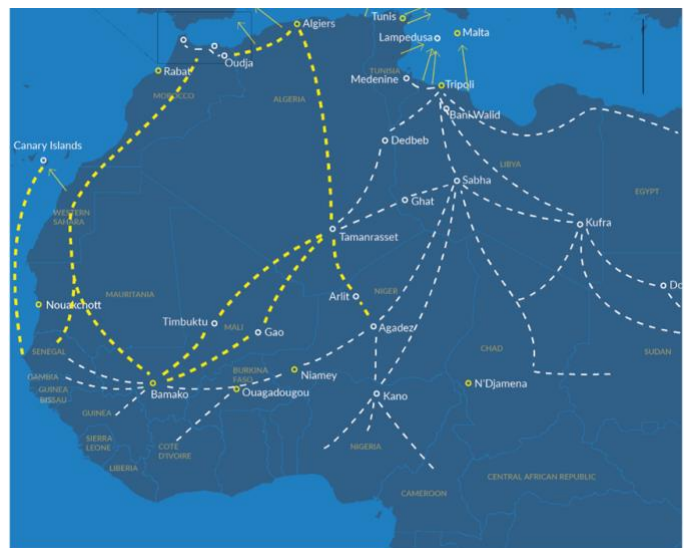 Algiers
Tunis
Lampedusa
Malta
Oudja
Rabat
Medenine
TUNISIA
Tripoli
MOROCCO
ALGERIA
Bani Walid
Canary Islands
Dedbeb
LIBYA
Sabha
EGYPT
Ghat
WESTERN
SAHARA
Kufra
Tamanrasset
Do
MAURITANIA
Arlit
NIGER
Nouakchott
Timbuktu
MALI
Gao
Agadez
SENEGAL
CHAD
SUDAN
GAMBIA
BURKINA
FASO
Niamey
GUINEA
BISSAU
Bamako
Ouagadougou
N'Djamena
Kano
GUINEA
SIERRA
LEONE
COTE
D'IVOIRE
NIGERIA
LIBERIA
CENTRAL AFRICAN REPUBLIC
CAMEROON